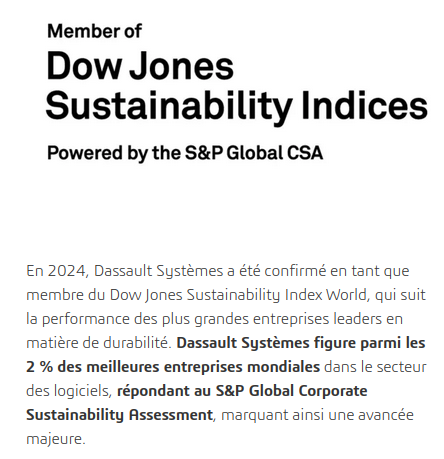 Member of
Dow Jones
Sustainability Indices
Powered by the S&P Global CSA
En 2024, Dassault Systèmes a été confirmé en tant que
membre du Dow Jones Sustainability Index World, qui suit
la performance des plus grandes entreprises leaders en
matière de durabilité. Dassault Systèmes figure parmi les
2 % des meilleures entreprises mondiales dans le secteur
des logiciels, répondant au S&P Global Corporate
Sustainability Assessment, marquant ainsi une avancée
majeure.